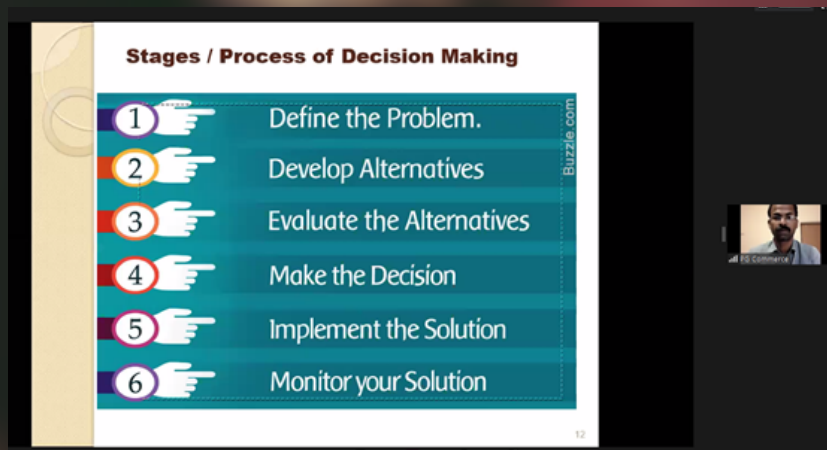 Stages / Process of Decision Making
1 Define the Problem.
2 Develop Alternatives
3 Evaluate the Alternatives
4 Make the Decision
5 Implement the Solution
6 Monitor your Solution
Buzzle.com
12
PG Commerce